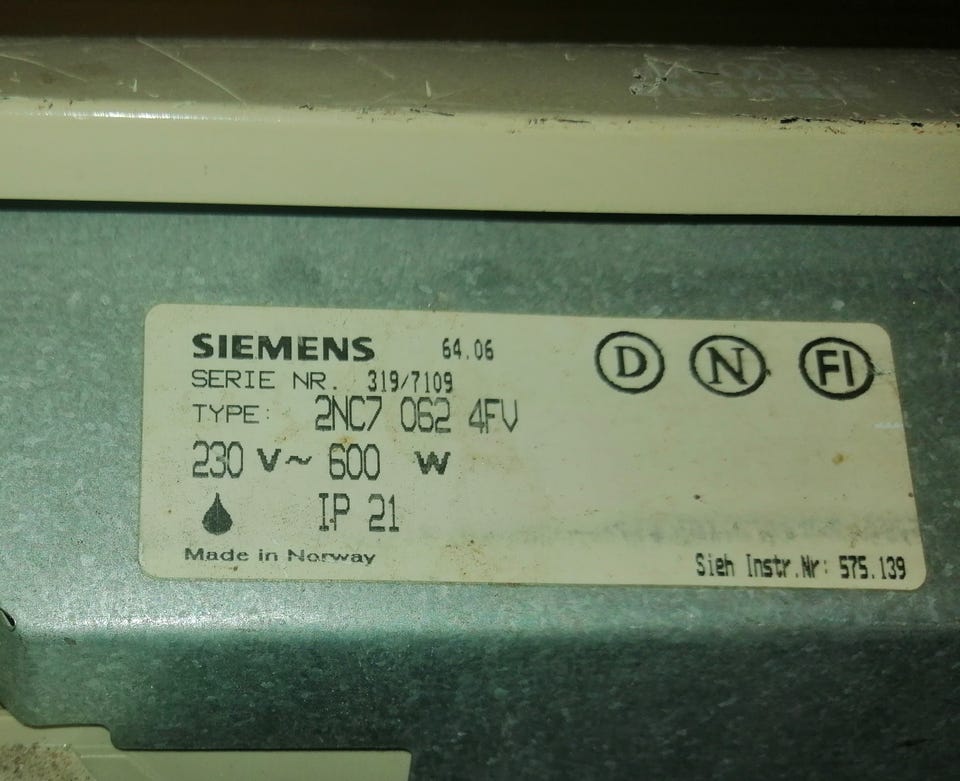 SIEMENS 64.06
SERIE NR. 319/7109
TYPE: 2NC7 062 4FV
230 V~ 600 W
IP 21
Made in Norway
D N FI
Sieh Instr.Nr: 575.139